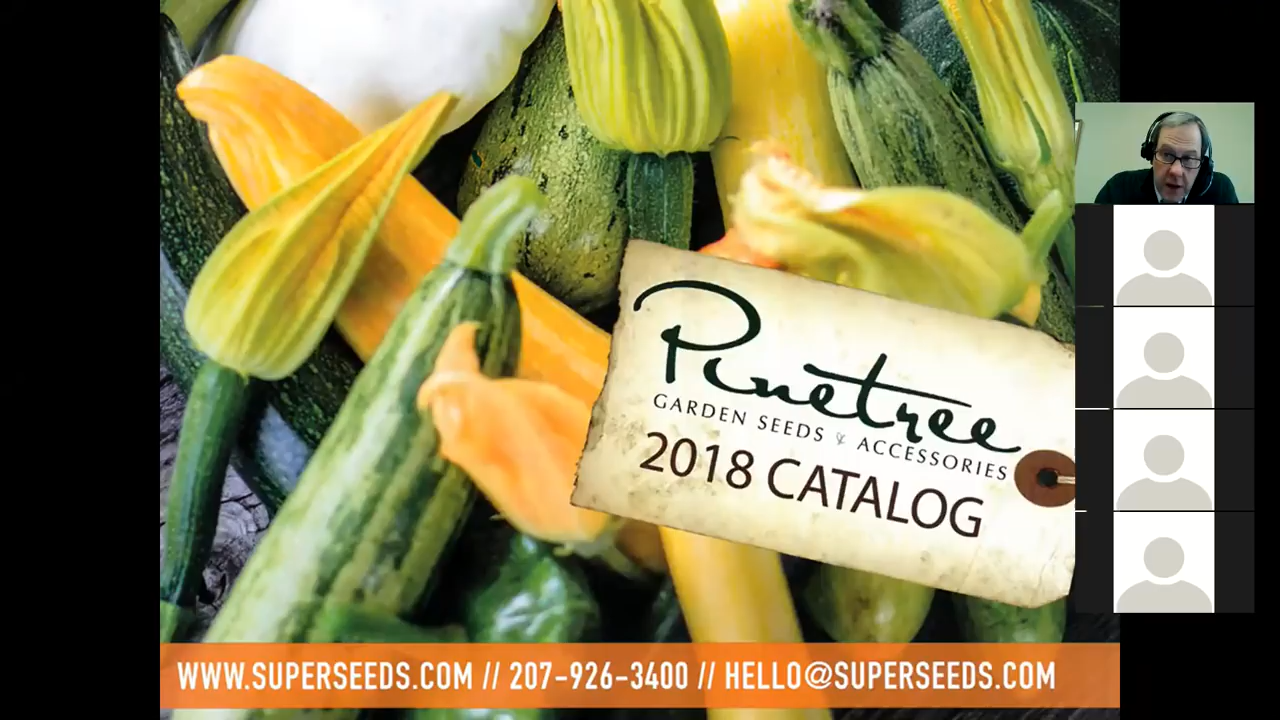 Pinetree
GARDEN SEEDS & ACCESSORIES
2018 CATALOG
WWW.SUPERSEEDS.COM // 207-926-3400 // HELLO@SUPERSEEDS.COM